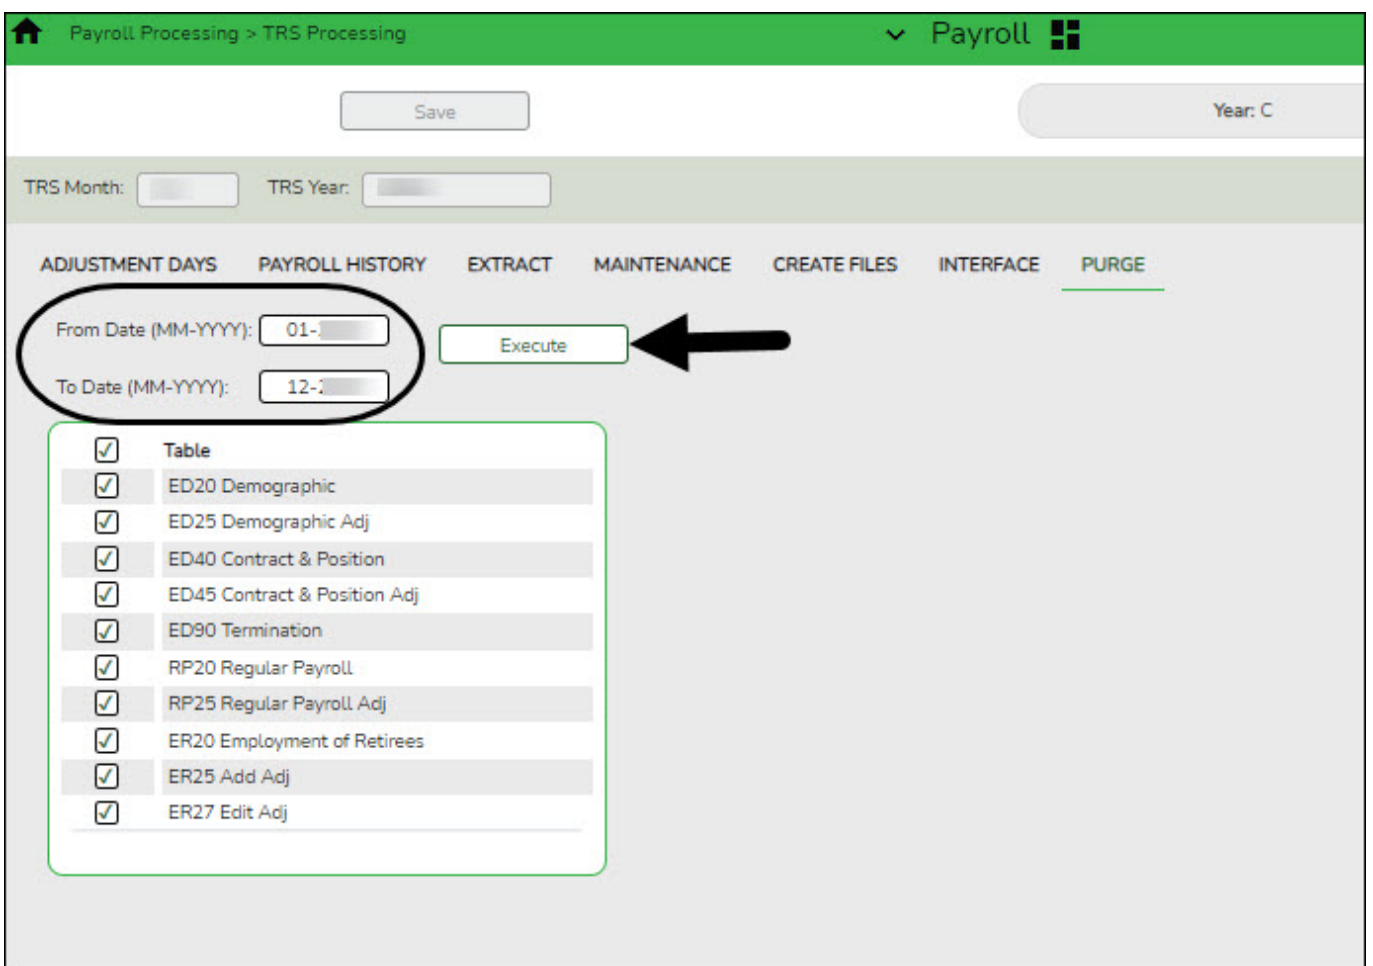 Payroll Processing > TRS Processing
Payroll
Save
Year: C
TRS Month:
TRS Year:
ADJUSTMENT DAYS PAYROLL HISTORY EXTRACT MAINTENANCE CREATE FILES INTERFACE PURGE
From Date (MM-YYYY): 01-
Execute
To Date (MM-YYYY): 12-
Table
ED20 Demographic
ED25 Demographic Adj
ED40 Contract & Position
ED45 Contract & Position Adj
ED90 Termination
RP20 Regular Payroll
RP25 Regular Payroll Adj
ER20 Employment of Retirees
ER25 Add Adj
ER27 Edit Adj